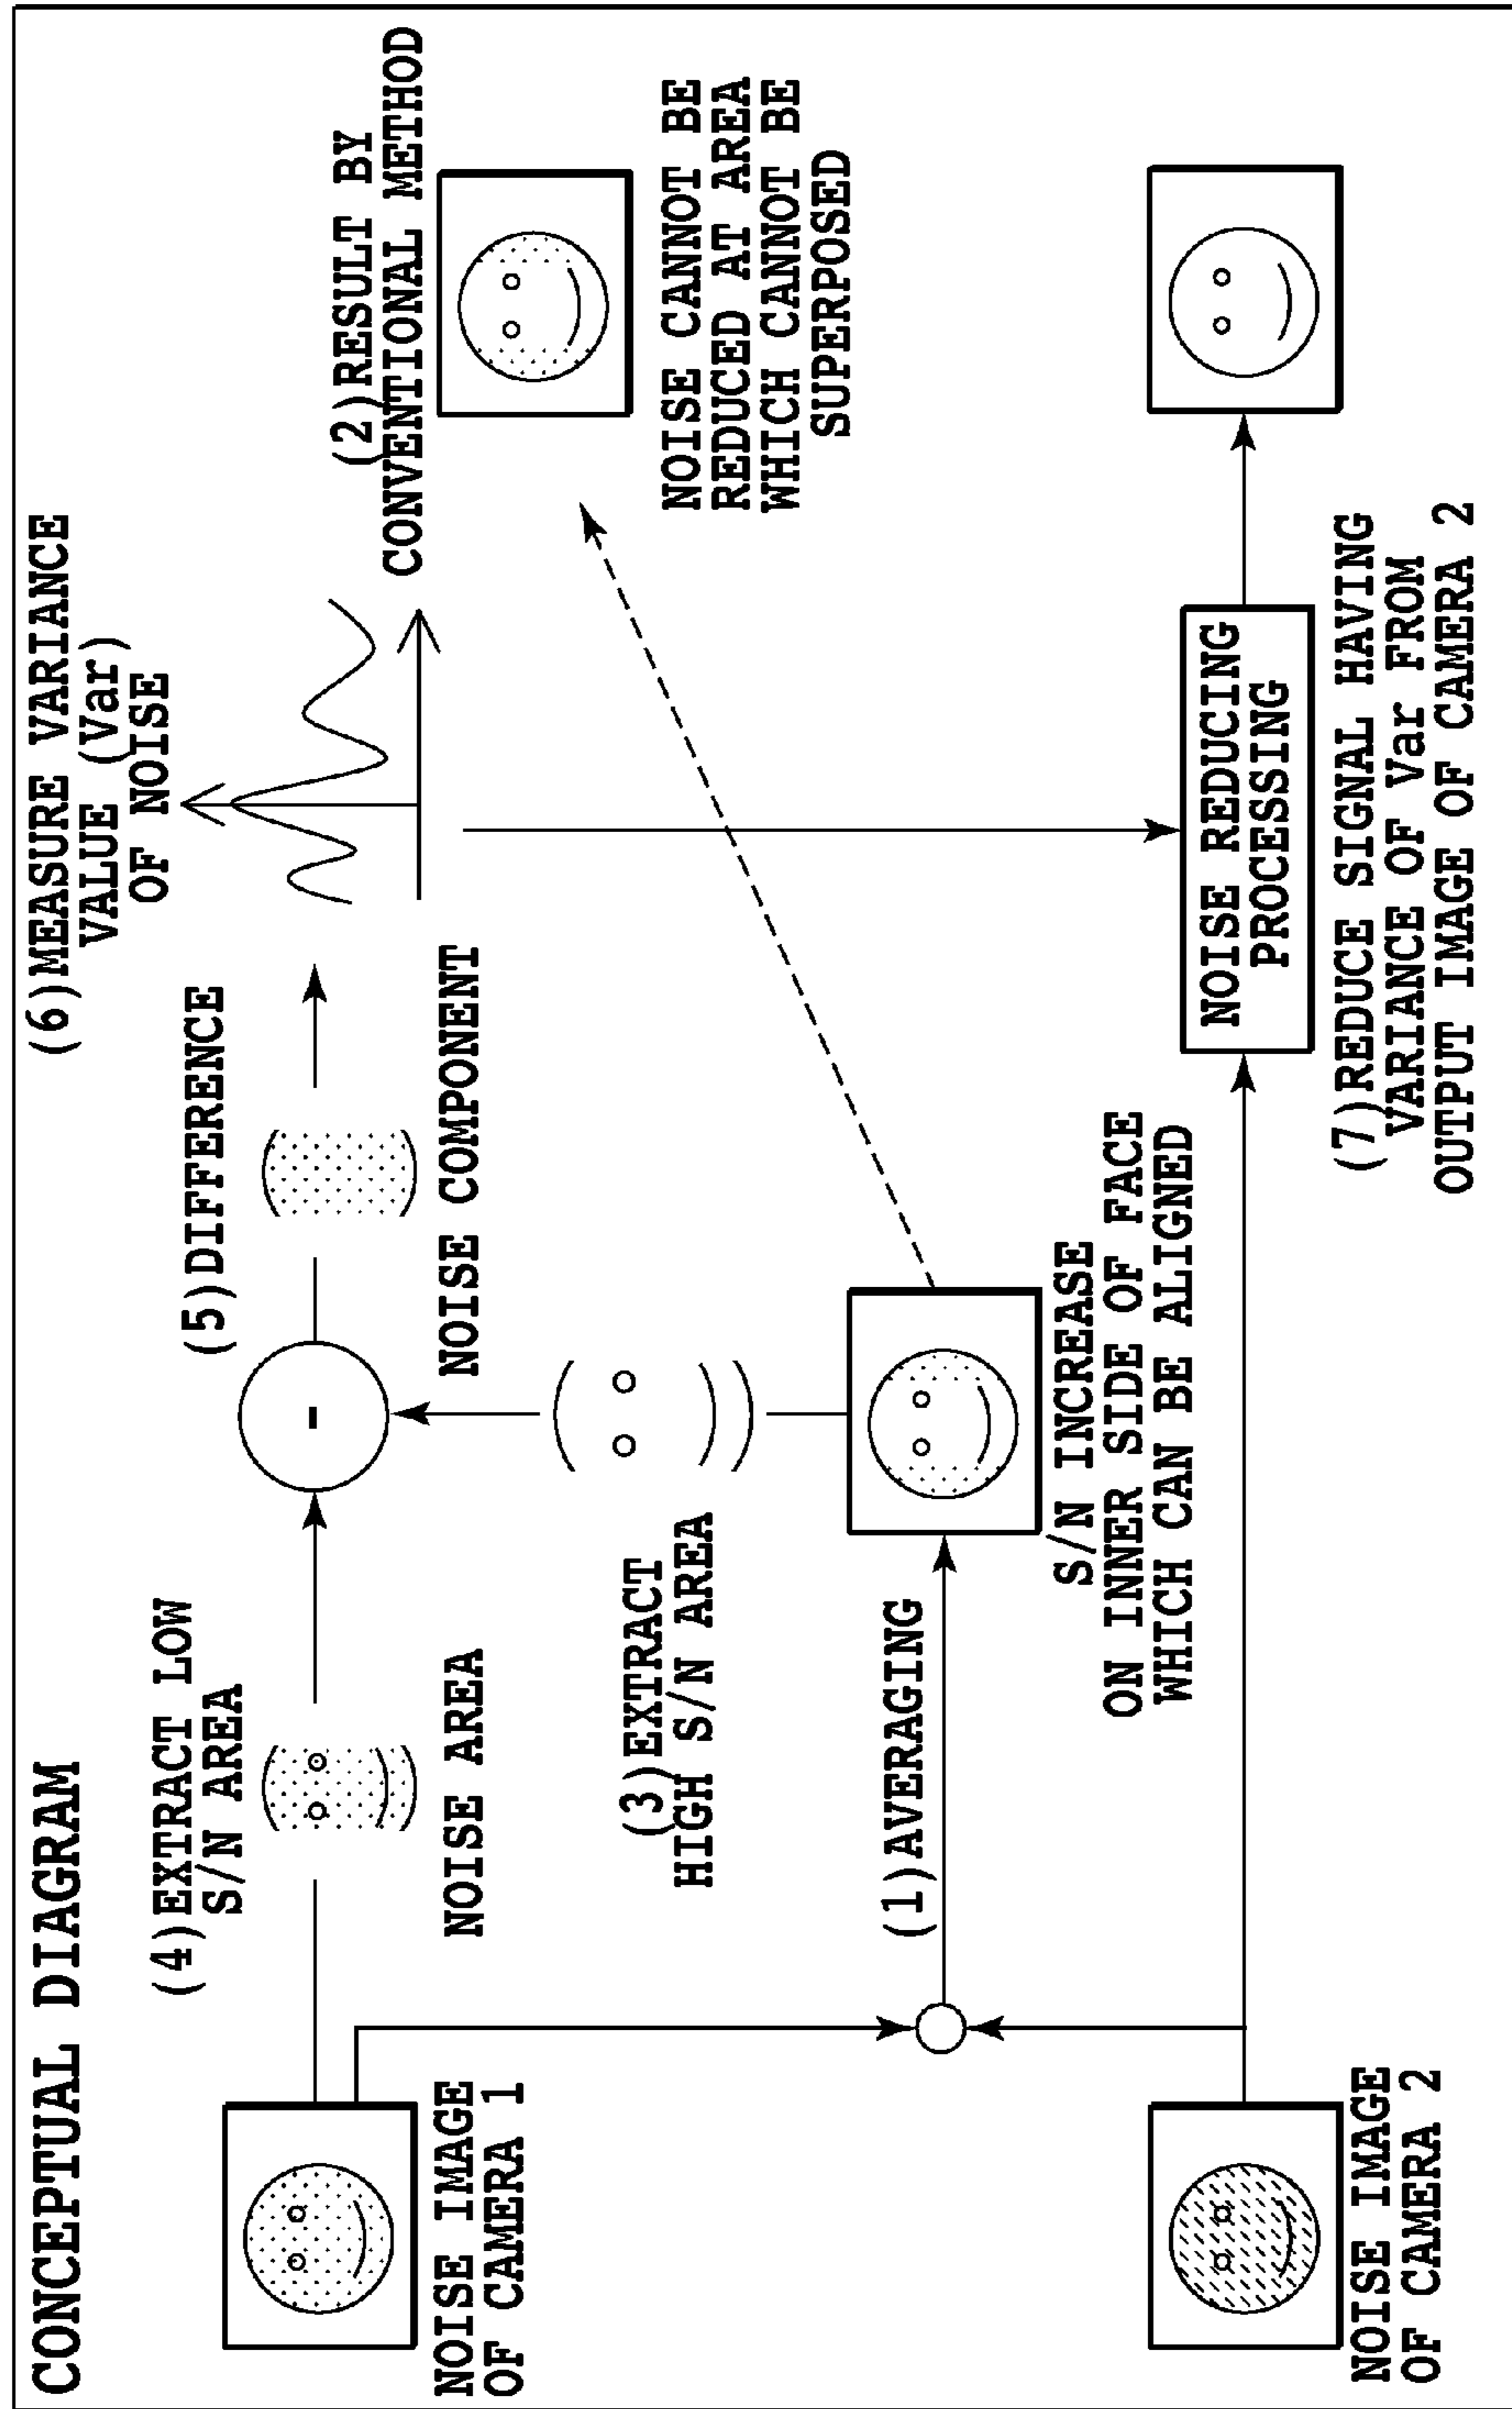 CONCEPTUAL DIAGRAM
(6)MEASURE VARIANCE
VALUE (Var)
OF NOISE
(4)EXTRACT LOW
S/N AREA
(5)DIFFERENCE
(2)RESULT BY
CONVENTIONAL METHOD
-
NOISE IMAGE
OF CAMERA 1
NOISE AREA
NOISE COMPONENT
(3)EXTRACT
HIGH S/N AREA
NOISE CANNOT BE
REDUCED AT AREA
WHICH CANNOT BE
SUPERPOSED
(1)AVERAGING
S/N INCREASE
ON INNER SIDE OF FACE
WHICH CAN BE ALIGNED
NOISE REDUCING
PROCESSING
NOISE IMAGE
OF CAMERA 2
(7)REDUCE SIGNAL HAVING
VARIANCE OF Var FROM
OUTPUT IMAGE OF CAMERA 2